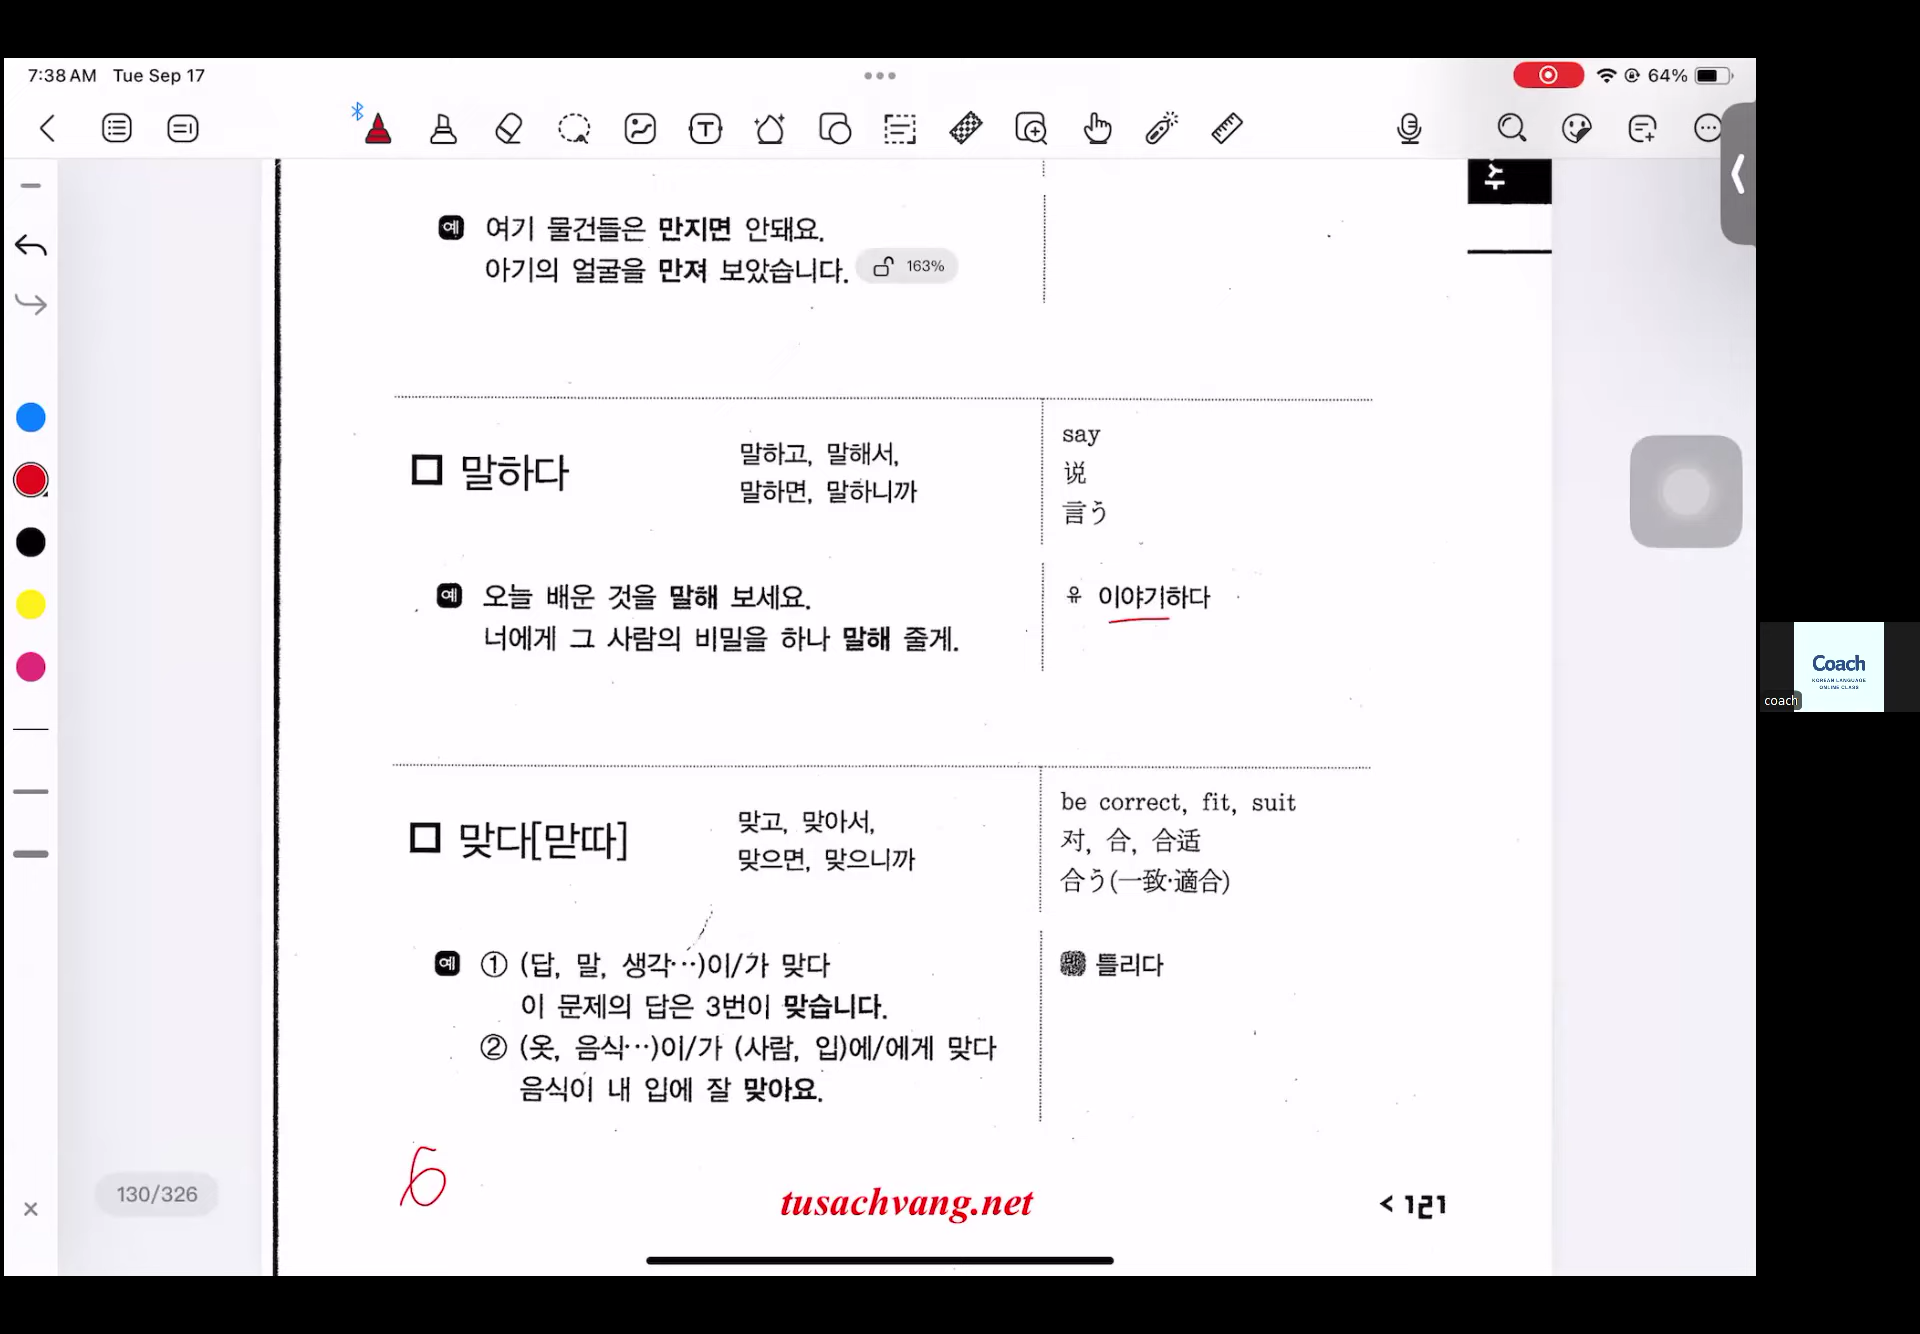 7:38 AM Tue Sep 17
64%
예 여기 물건들은 만지면 안돼요.
아기의 얼굴을 만져 보았습니다.
163%
말하다
말하고, 말해서,
말하면, 말하니까
say
说
言う
예 오늘 배운 것을 말해 보세요.
너에게 그 사람의 비밀을 하나 말해 줄게.
유 이야기하다
맞다[맏따]
맞고, 맞아서,
맞으면, 맞으니까
be correct, fit, suit
对, 合, 合适
合う(一致·適合)
예 ① (답, 말, 생각…)이/가 맞다
이 문제의 답은 3번이 맞습니다.
② (옷, 음식…)이/가 (사람, 입)에/에게 맞다
음식이 내 입에 잘 맞아요.
틀리다
6
130/326
tusachvang.net
< 121
Coach
KOREAN LANGUAGE
ONLINE CLASS
coach